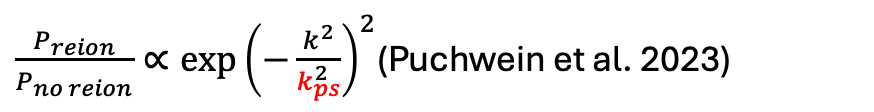 P_reion / P_no reion ∝ exp(−k²/k_ps²)² (Puchwein et al. 2023)